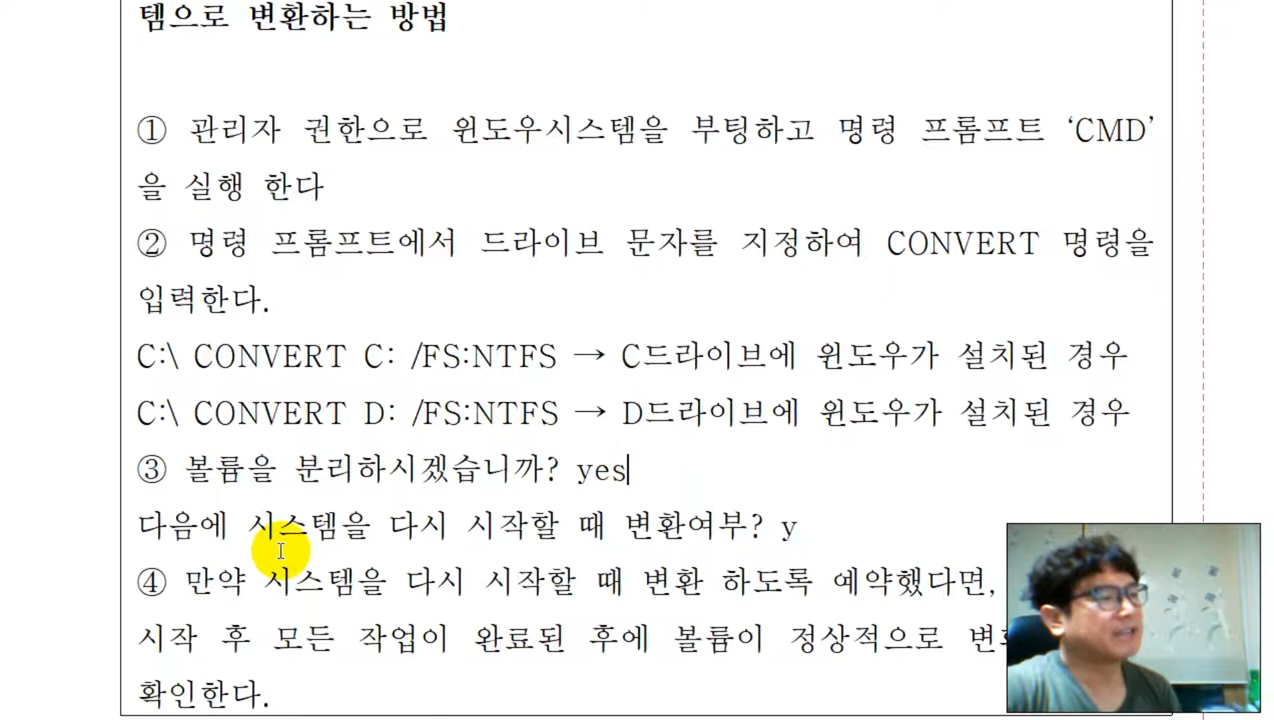 템으로 변환하는 방법
① 관리자 권한으로 윈도우시스템을 부팅하고 명령 프롬프트 ‘CMD’
을 실행 한다
② 명령 프롬프트에서 드라이브 문자를 지정하여 CONVERT 명령을
입력한다.
C:\ CONVERT C: /FS:NTFS → C드라이브에 윈도우가 설치된 경우
C:\ CONVERT D: /FS:NTFS → D드라이브에 윈도우가 설치된 경우
③ 볼륨을 분리하시겠습니까? yes
다음에 시스템을 다시 시작할 때 변환여부? y
④ 만약 시스템을 다시 시작할 때 변환 하도록 예약했다면,
시작 후 모든 작업이 완료된 후에 볼륨이 정상적으로
확인한다.